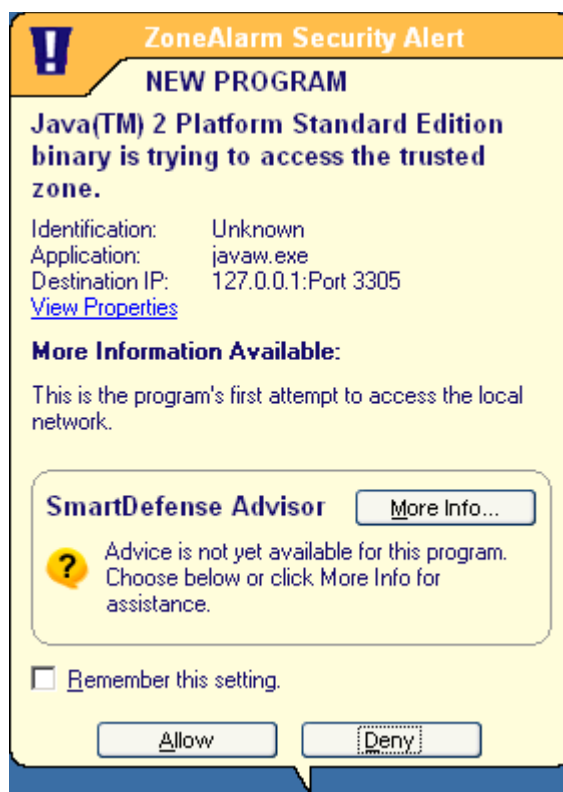 ZoneAlarm Security Alert
NEW PROGRAM
Java(TM) 2 Platform Standard Edition
binary is trying to access the trusted
zone.
Identification: Unknown
Application: javaw.exe
Destination IP: 127.0.0.1:Port 3305
View Properties
More Information Available:
This is the program's first attempt to access the local
network.
SmartDefense Advisor More Info...
Advice is not yet available for this program.
Choose below or click More Info for
assistance.
Remember this setting.
Allow Deny